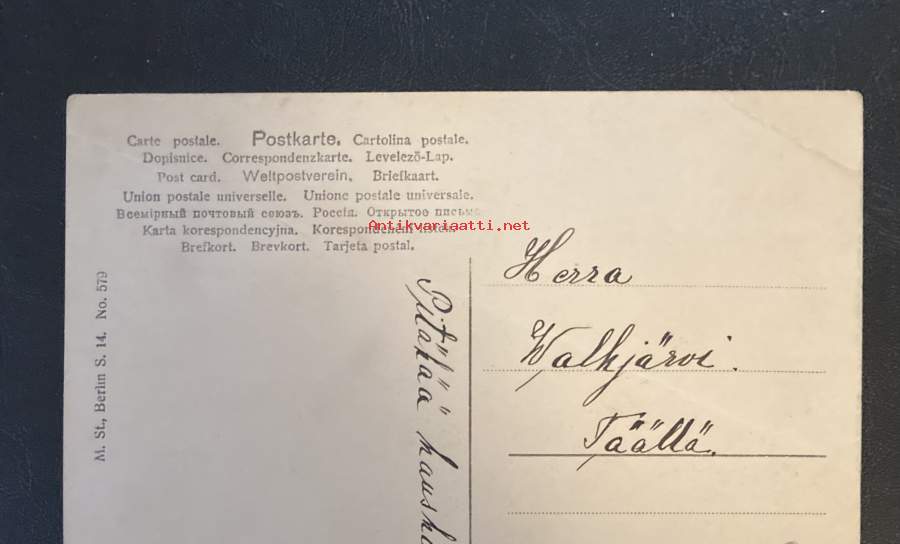 Carte postale. Postkarte. Cartolina postale.
Dopisnice. Correspondenzkarte. Levelező-Lap.
Post card. Weltpostverein. Briefkaart.
Union postale universelle. Unione postale universale.
Всемірный почтовый союзъ. Россія. Открытое письмо
Karta korespondencyjna. Korespondenční lístek.
Brefkort. Brevkort. Tarjeta postal.
Antikvariaatti.net
M. St., Berlin S. 14. No. 579
Pitäkää hausk
Herra
Walkjärvi.
Täällä.